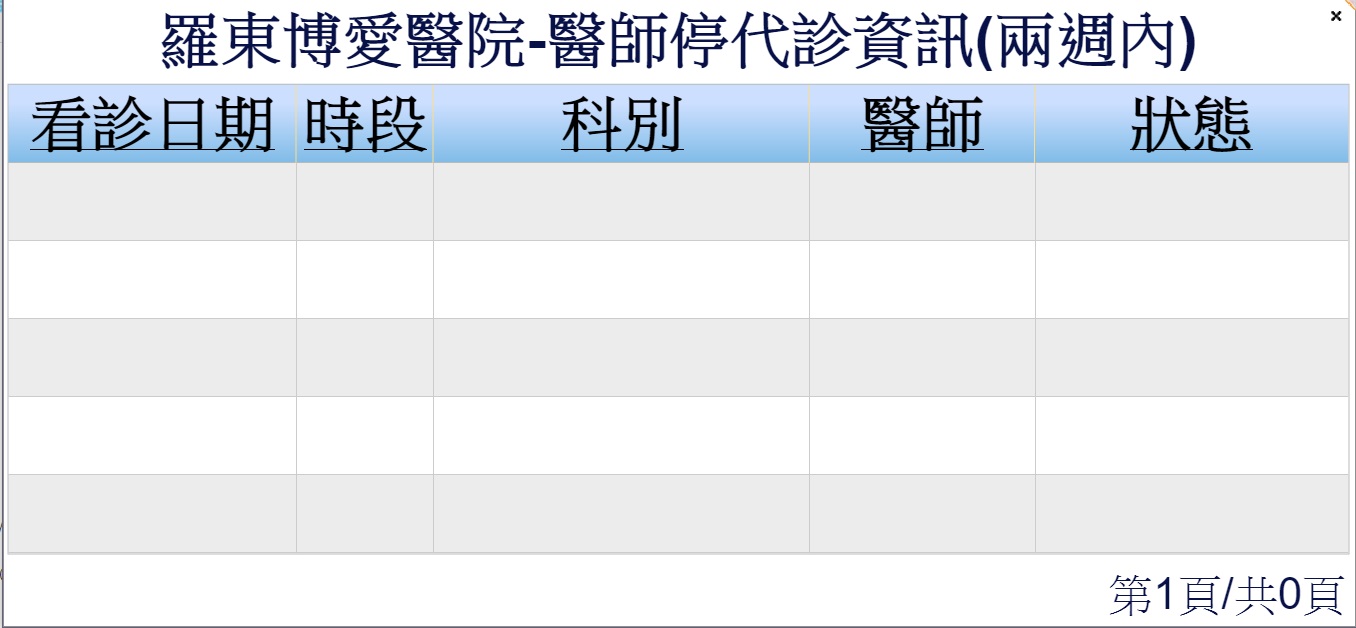 羅東博愛醫院-醫師停代診資訊(兩週內)
×
看診日期 時段 科別 醫師 狀態
第1頁/共0頁